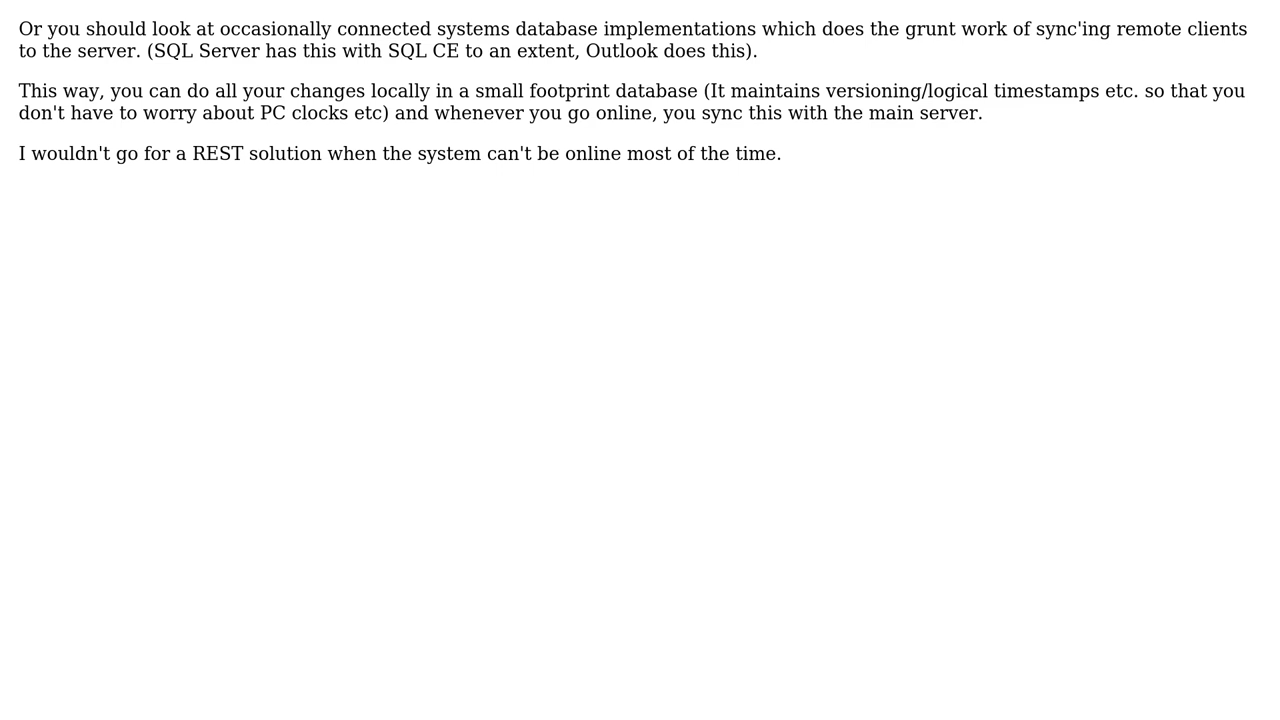 Or you should look at occasionally connected systems database implementations which does the grunt work of sync'ing remote clients
to the server. (SQL Server has this with SQL CE to an extent, Outlook does this).
This way, you can do all your changes locally in a small footprint database (It maintains versioning/logical timestamps etc. so that you
don't have to worry about PC clocks etc) and whenever you go online, you sync this with the main server.
I wouldn't go for a REST solution when the system can't be online most of the time.